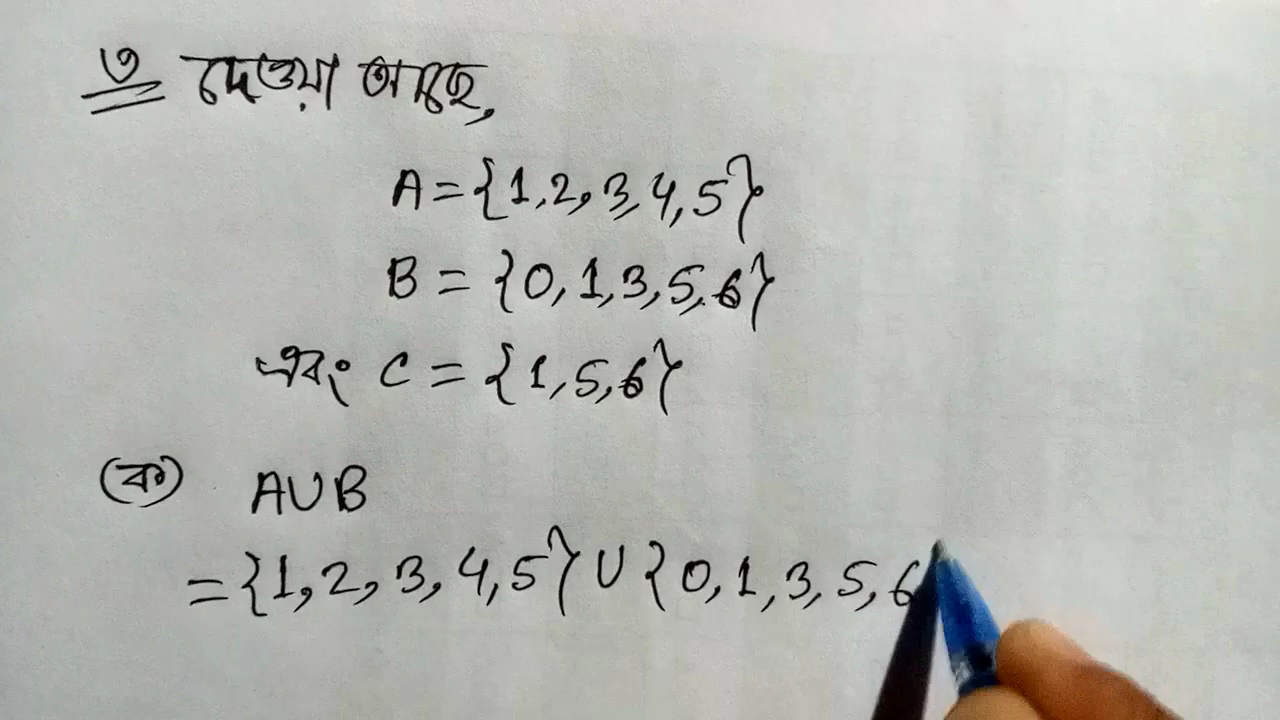 ৩ দেওয়া আছে,
A = {1, 2, 3, 4, 5}
B = {0, 1, 3, 5, 6}
এবং C = {1, 5, 6}
(ক) A∪B
= {1, 2, 3, 4, 5} ∪ {0, 1, 3, 5, 6